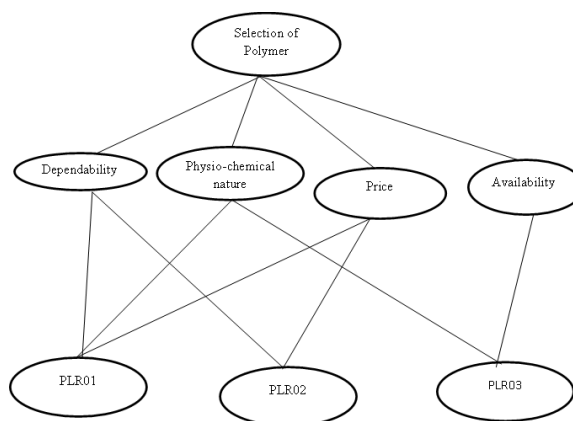 Selection of
Polymer
Dependability
Physio-chemical
nature
Price
Availability
PLR01
PLR02
PLR03